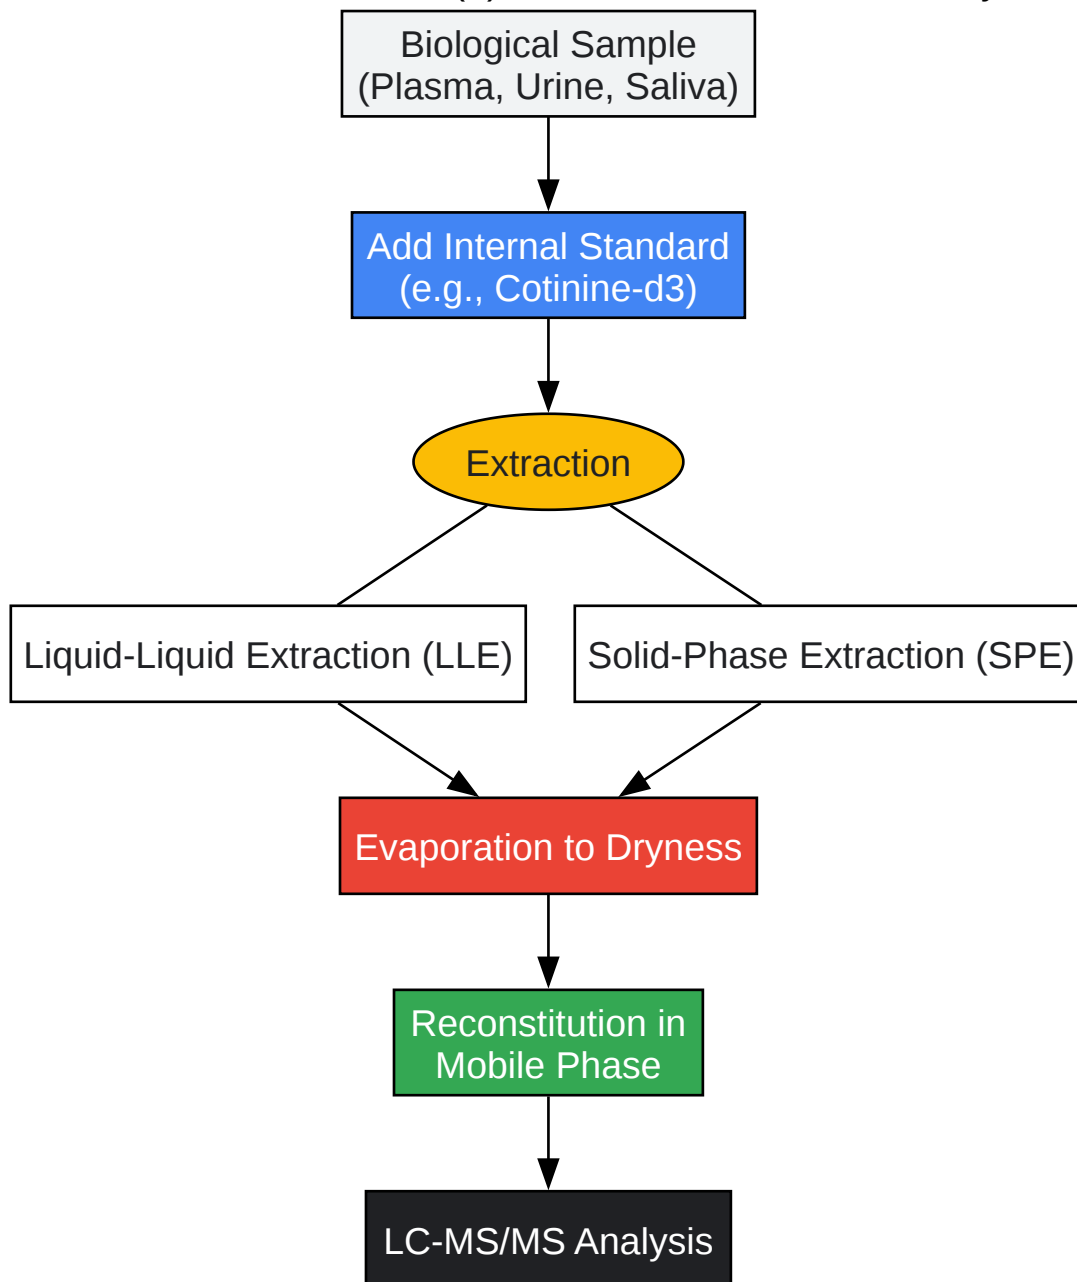 Biological Sample
(Plasma, Urine, Saliva)
Add Internal Standard
(e.g., Cotinine-d3)
Extraction
Liquid-Liquid Extraction (LLE)
Solid-Phase Extraction (SPE)
Evaporation to Dryness
Reconstitution in
Mobile Phase
LC-MS/MS Analysis